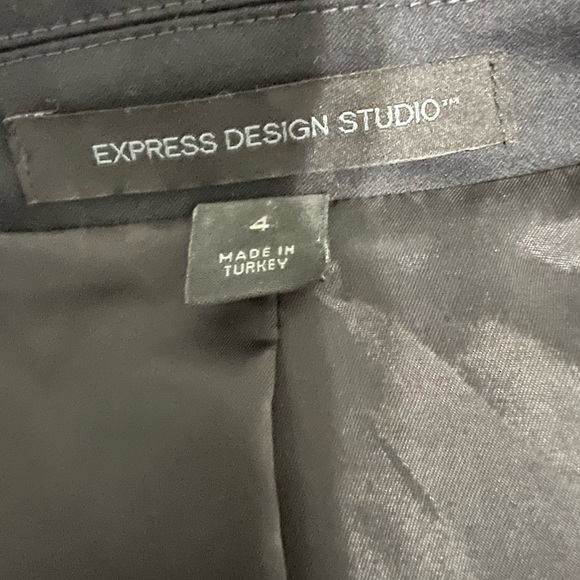 EXPRESS DESIGN STUDIO™
4
MADE IN
TURKEY